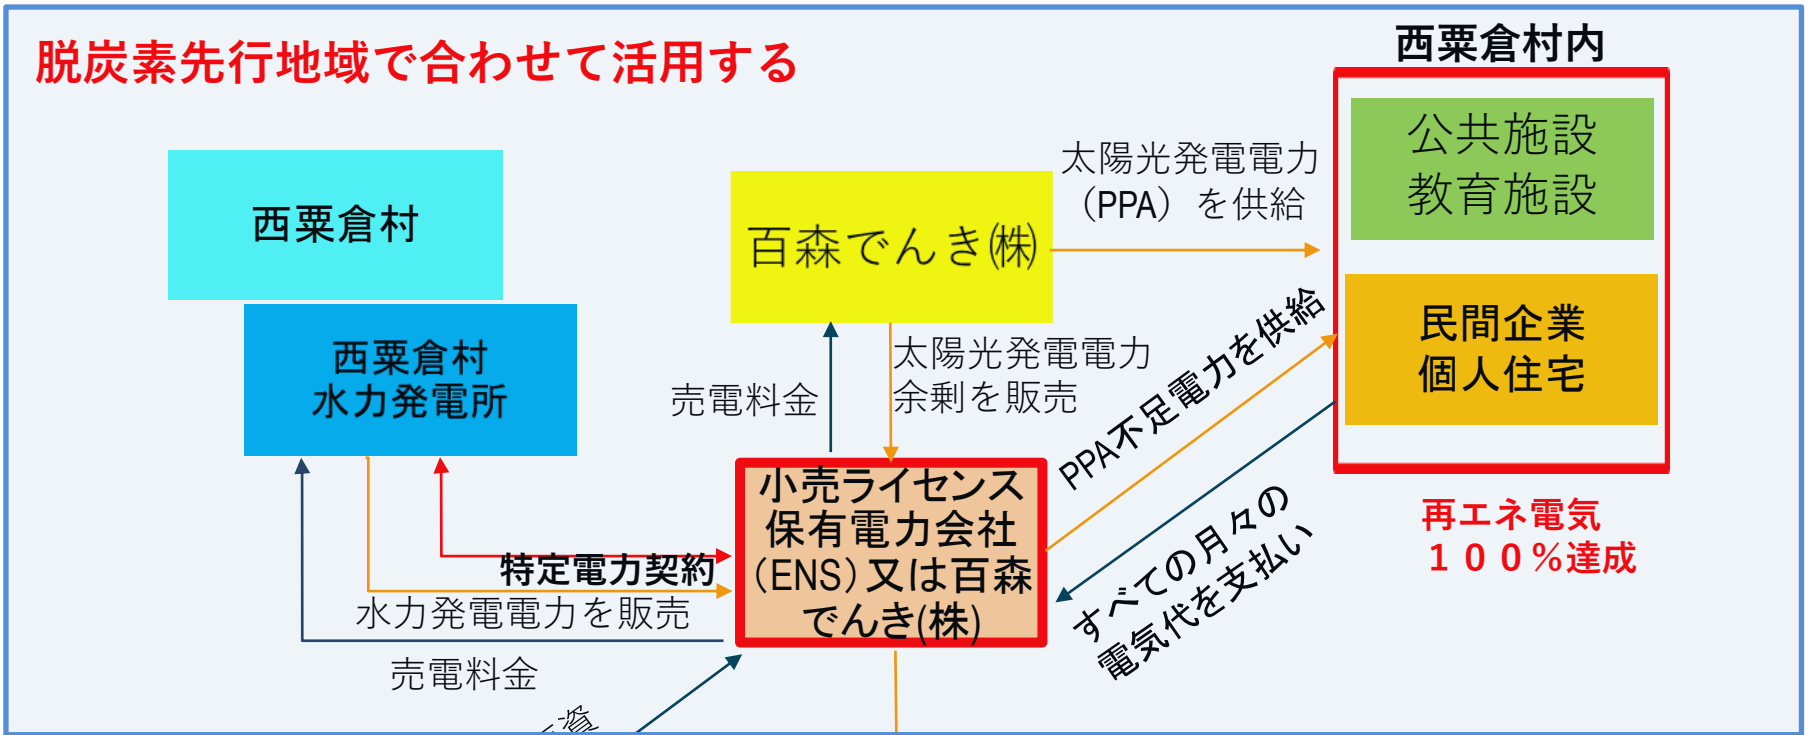 脱炭素先行地域で合わせて活用する
西粟倉村内
公共施設
教育施設
太陽光発電電力
（PPA）を供給
西粟倉村
百森でんき㈱
民間企業
個人住宅
西粟倉村
水力発電所
売電料金
太陽光発電電力
余剰を販売
PPA不足電力を供給
小売ライセンス
保有電力会社
(ENS)又は百森
でんき(株)
すべての月々の
電気代を支払い
再エネ電気
１００％達成
特定電力契約
水力発電電力を販売
売電料金
資